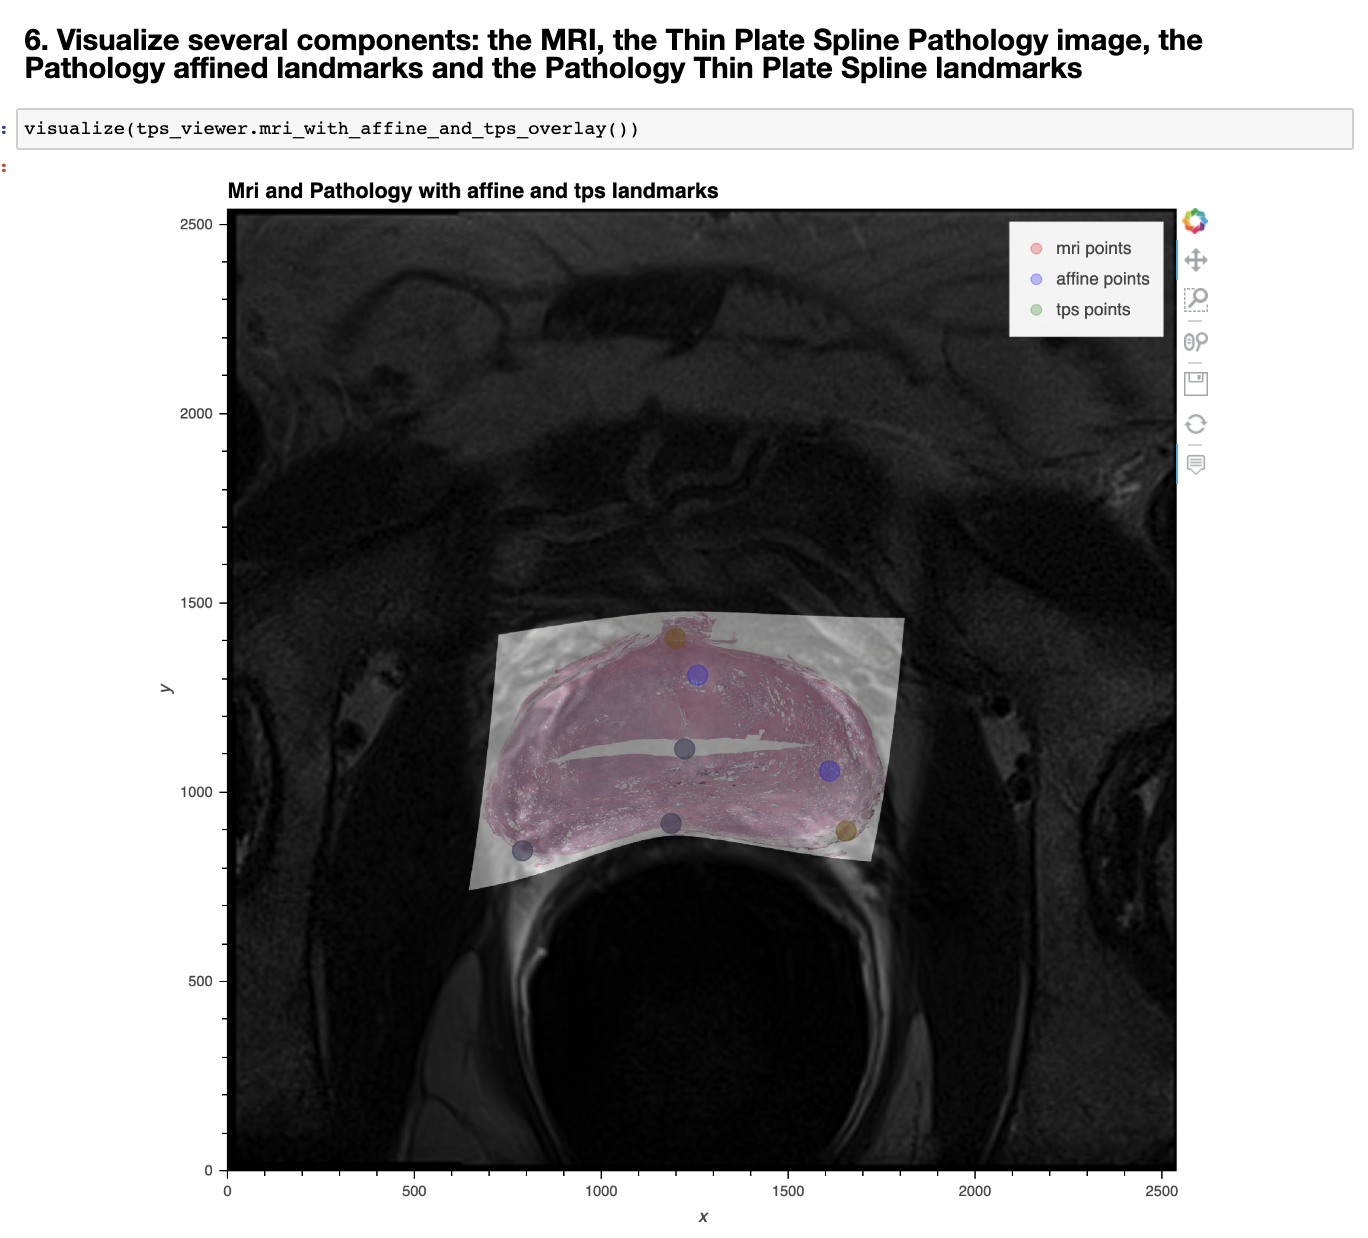 6. Visualize several components: the MRI, the Thin Plate Spline Pathology image, the
Pathology affined landmarks and the Pathology Thin Plate Spline landmarks
:
visualize(tps_viewer.mri_with_affine_and_tps_overlay())
:
Mri and Pathology with affine and tps landmarks
mri points
affine points
tps points
2500
2000
1500
1000
500
0
y
0 500 1000 1500 2000 2500
x